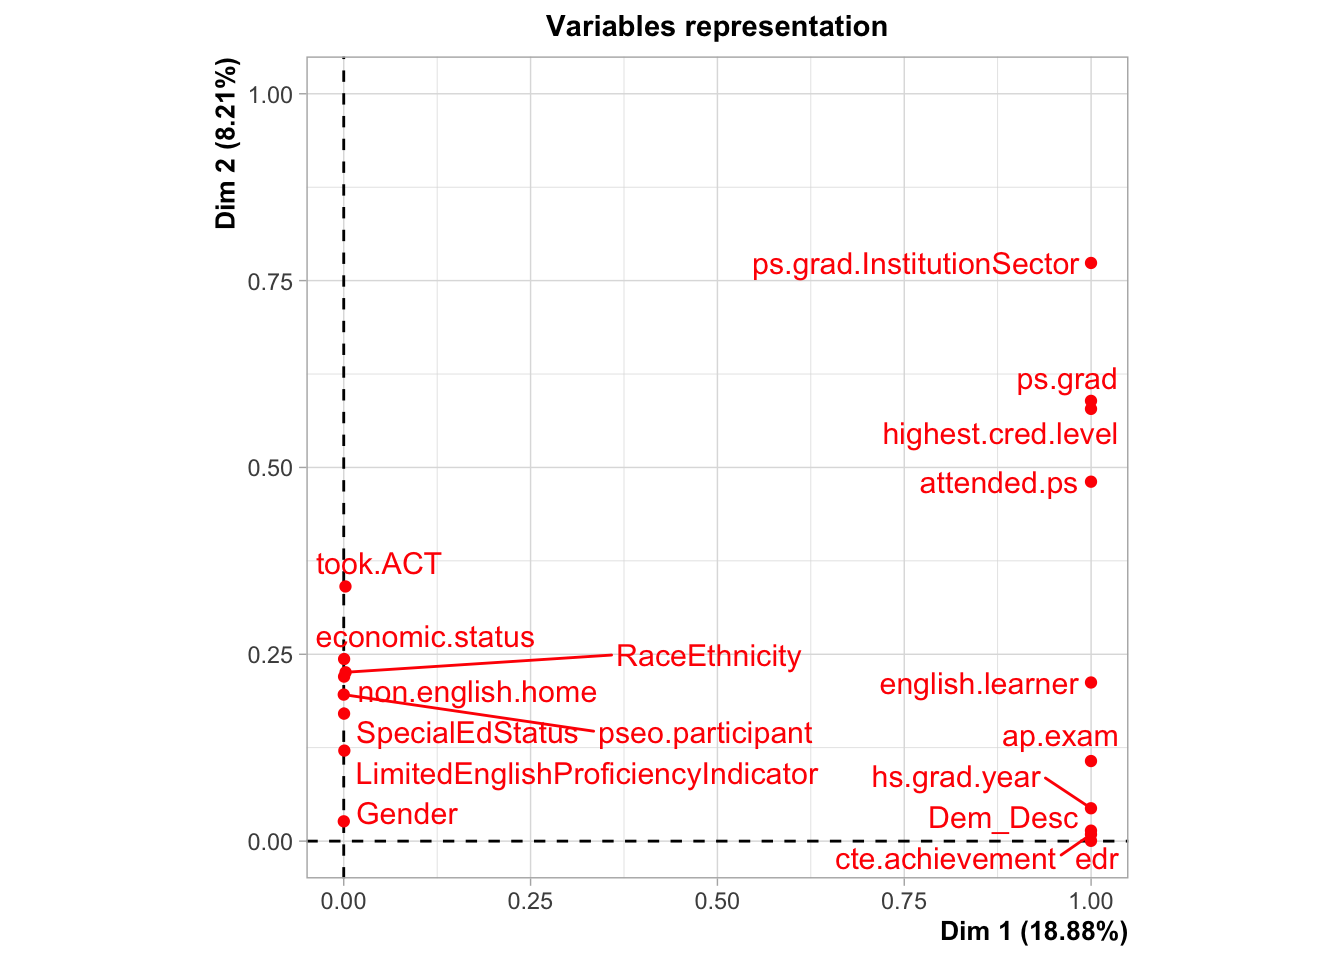 Variables representation
Dim 2 (8.21%)
1.00
0.75
0.50
0.25
0.00
ps.grad.InstitutionSector
ps.grad
highest.cred.level
attended.ps
took.ACT
economic.status
RaceEthnicity
english.learner
non.english.home
SpecialEdStatus
pseo.participant
ap.exam
LimitedEnglishProficiencyIndicator
hs.grad.year
Gender
Dem_Desc
cte.achievement
edr
0.00
0.25
0.50
0.75
1.00
Dim 1 (18.88%)